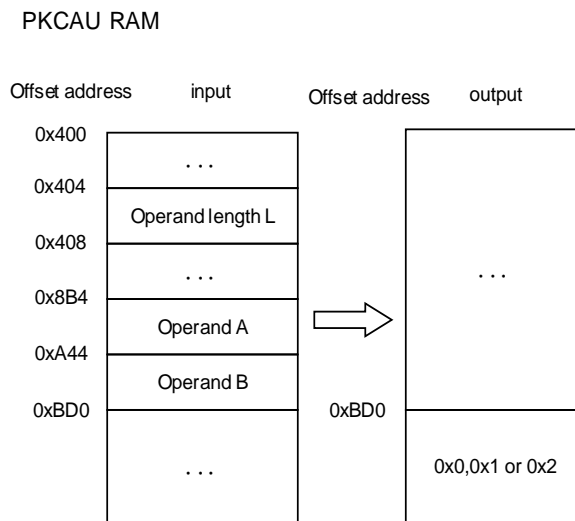 PKCAU RAM
Offset address input Offset address output
0x400
. . .
0x404
Operand length L
0x408
. . .
0x8B4
Operand A
0xA44
Operand B
0xBD0
. . .
. . .
0xBD0
0x0,0x1 or 0x2